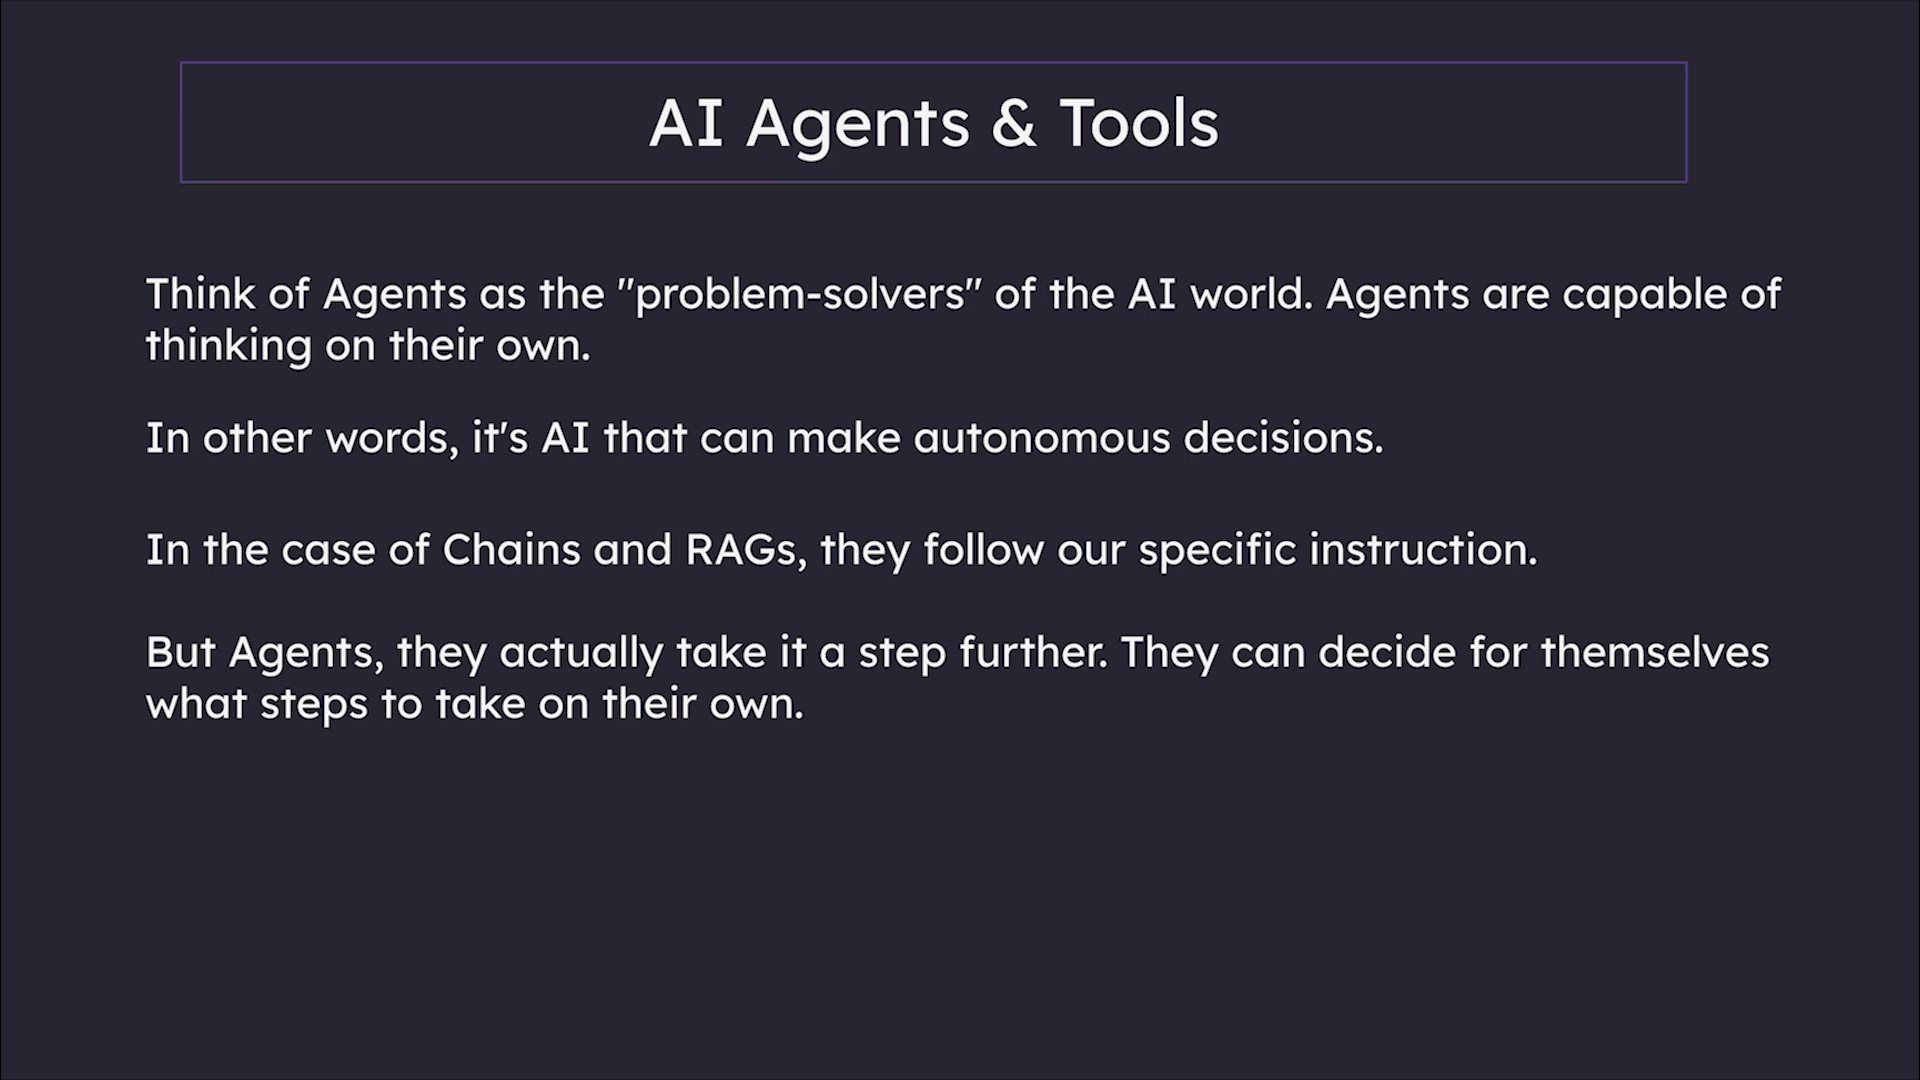 AI Agents & Tools
Think of Agents as the "problem-solvers" of the AI world. Agents are capable of
thinking on their own.
In other words, it's AI that can make autonomous decisions.
In the case of Chains and RAGs, they follow our specific instruction.
But Agents, they actually take it a step further. They can decide for themselves
what steps to take on their own.